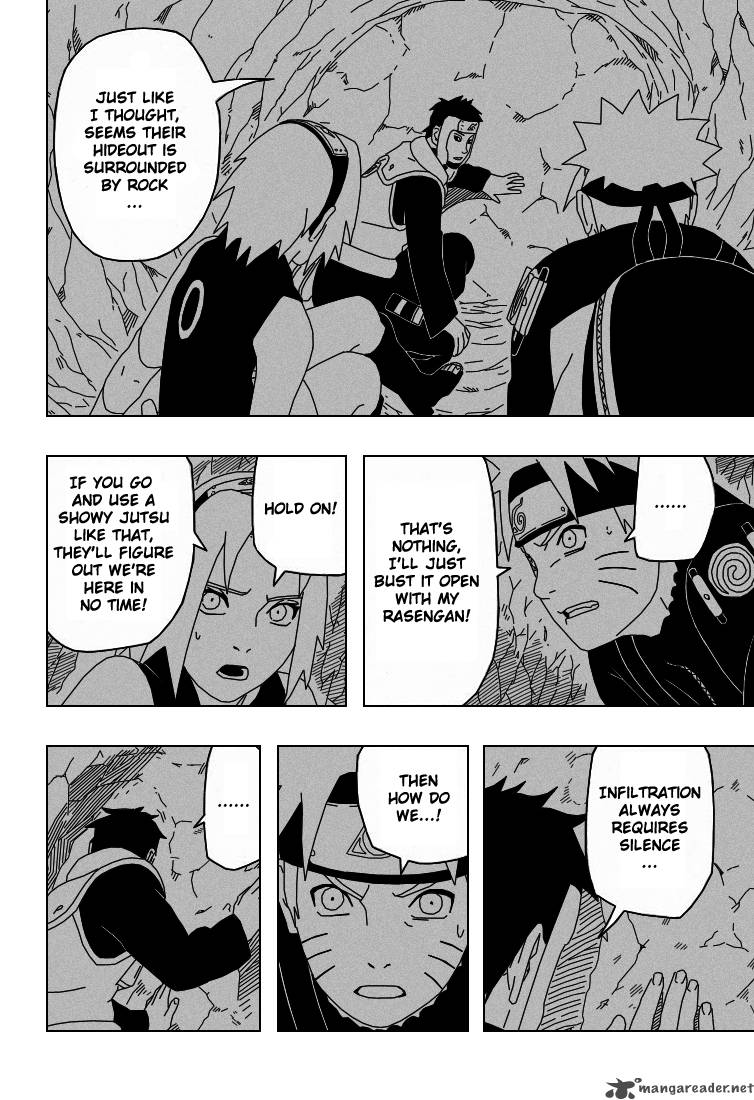 JUST LIKE
I THOUGHT,
SEEMS THEIR
HIDEOUT IS
SURROUNDED
BY ROCK
...
......
THAT'S
NOTHING,
I'LL JUST
BUST IT OPEN
WITH MY
RASENGAN!
HOLD ON!
IF YOU GO
AND USE A
SHOWY JUTSU
LIKE THAT,
THEY'LL FIGURE
OUT WE'RE
HERE IN
NO TIME!
INFILTRATION
ALWAYS
REQUIRES
SILENCE
...
THEN
HOW DO
WE...!
......
mangareader.net